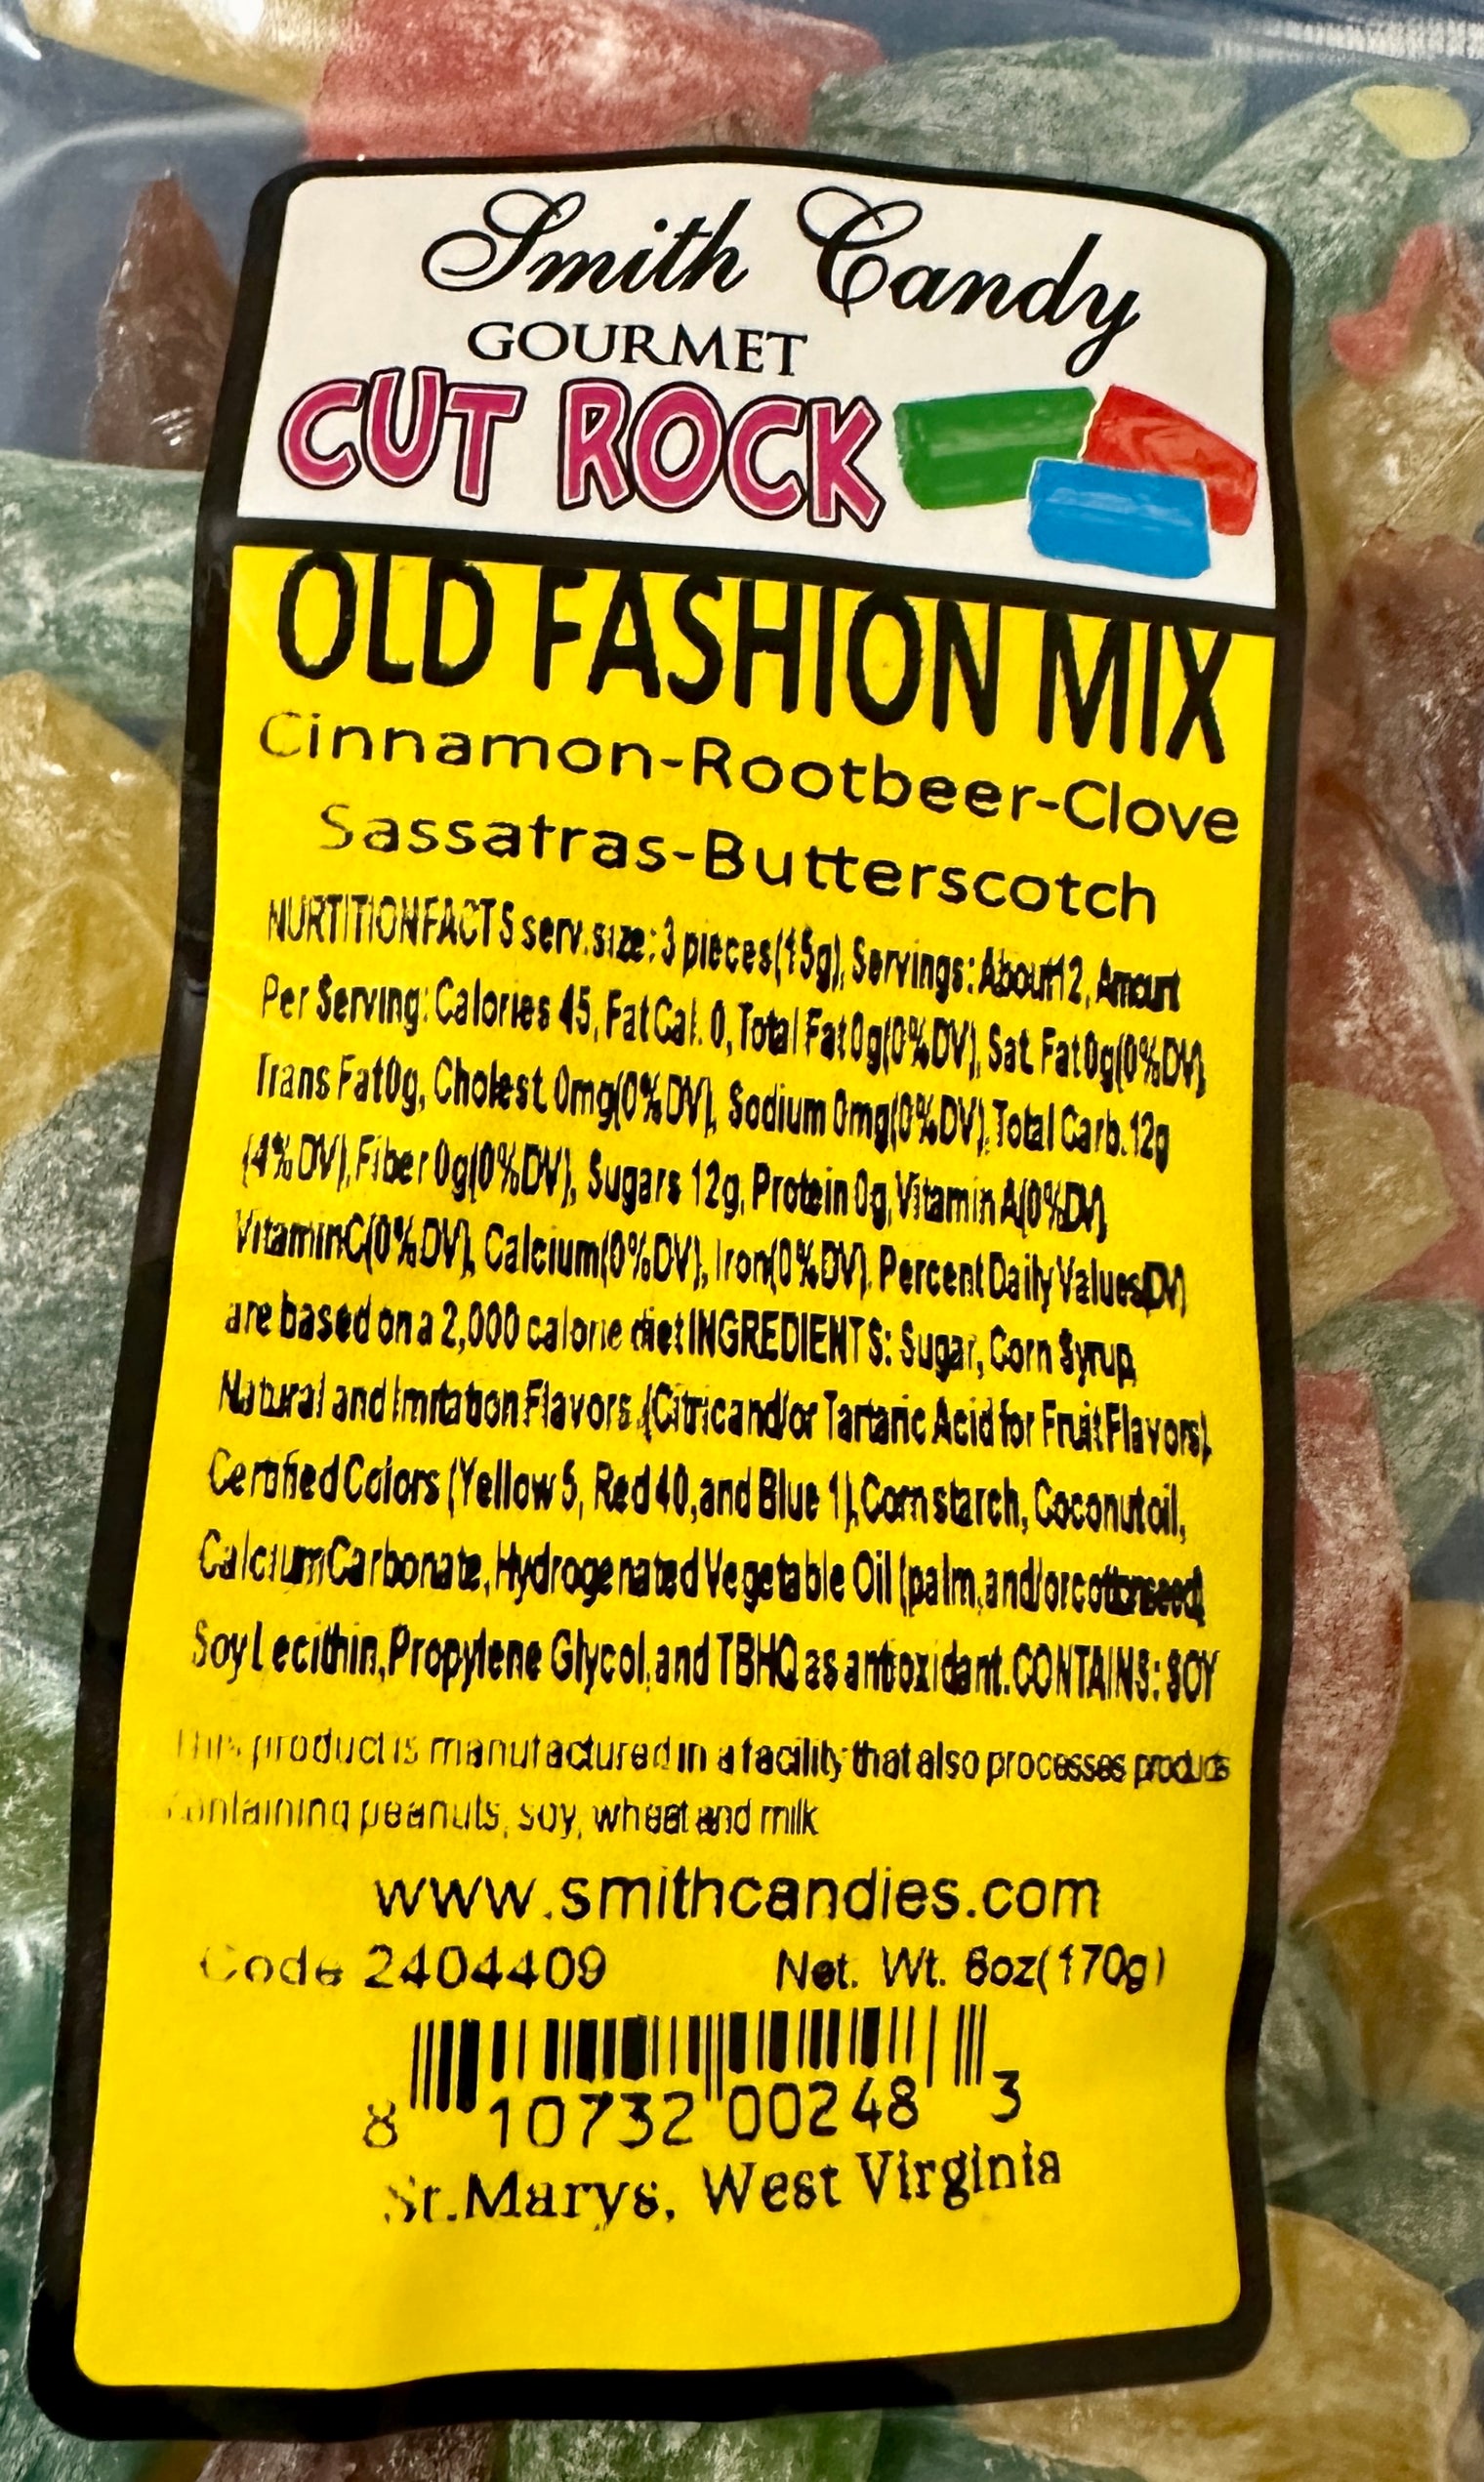 Smith Candy
GOURMET
CUT ROCK
OLD FASHION MIX
Cinnamon-Rootbeer-Clove
Sassafras-Butterscotch
NURTITION FACTS serv.size: 3 pieces(15g), Servings: About12, Amount
Per Serving: Calories 45, Fat Cal. 0, Total Fat 0g(0%DV), Sat. Fat 0g(0%DV)
Trans Fat0g, Cholest. 0mg(0%DV), Sodium 0mg(0%DV), Total Carb.12g
(4%DV), Fiber 0g(0%DV), Sugars 12g, Protein 0g, Vitamin A(0%DV)
VitaminC(0%DV), Calcium(0%DV), Iron(0%DV). Percent Daily Values(DV)
are based on a 2,000 calorie diet INGREDIENTS: Sugar, Corn Syrup,
Natural and Imitation Flavors, (Citric and/or Tartaric Acid for Fruit Flavors),
Certified Colors (Yellow 5, Red 40, and Blue 1), Corn starch, Coconut oil,
Calcium Carbonate, Hydrogenated Vegetable Oil (palm, and/or cottonseed)
Soy Lecithin, Propylene Glycol, and TBHQ as antioxidant. CONTAINS: SOY
This product is manufactured in a facility that also processes products
containing peanuts, soy, wheat and milk
www.smithcandies.com
Code 2404409 Net. Wt. 6oz(170g)
8 10732 00248 3
St.Marys, West Virginia